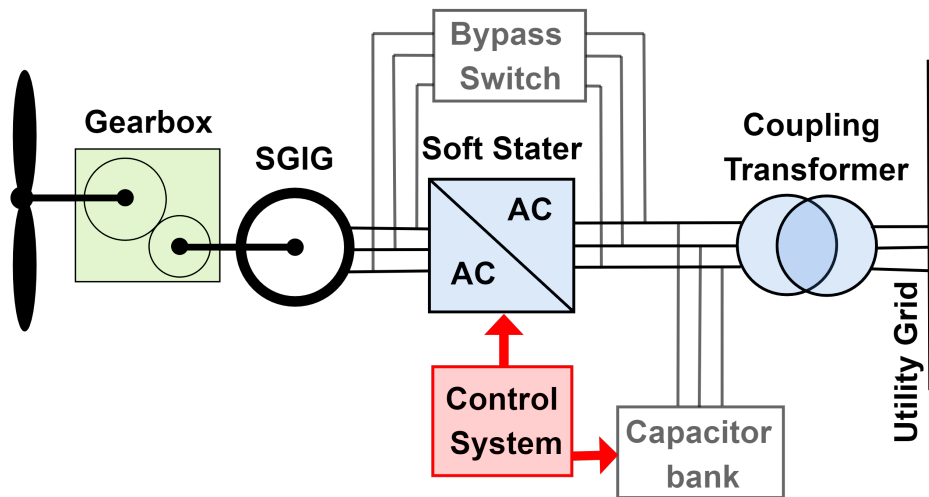 Bypass
Switch
Gearbox
SGIG
Soft Stater
Coupling
Transformer
AC
AC
Utility Grid
Control
System
Capacitor
bank